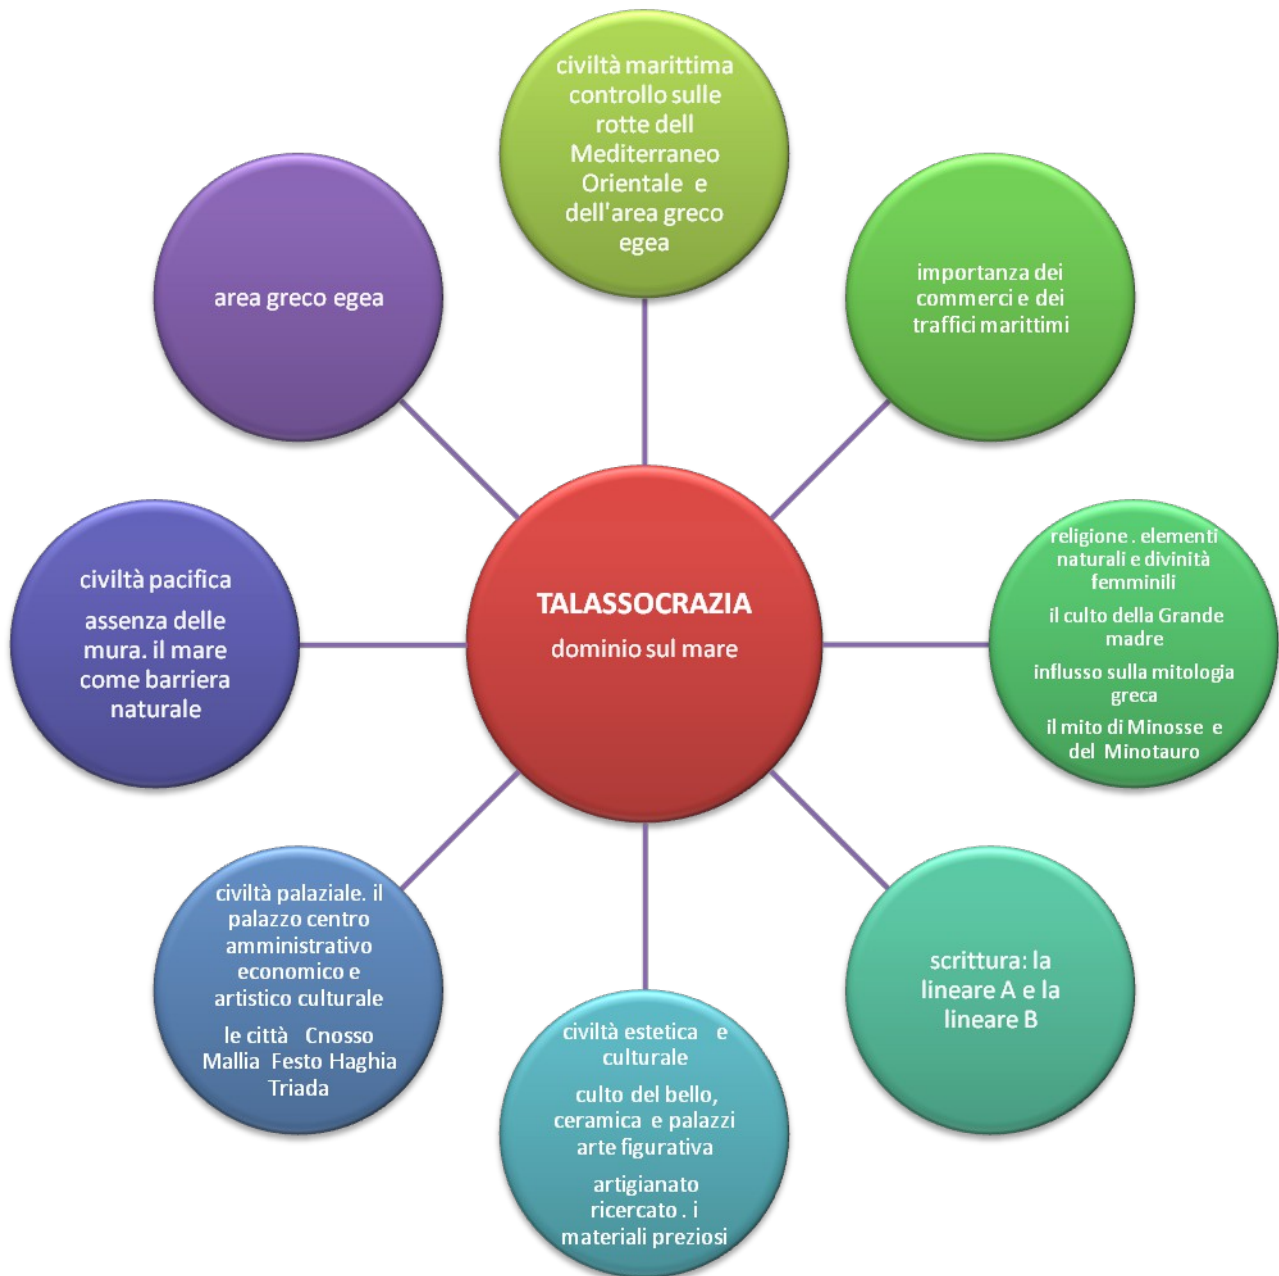 civiltà marittima
controllo sulle
rotte dell
Mediterraneo
Orientale e
dell'area greco
egea
importanza dei
commerci e dei
traffici marittimi
religione . elementi
naturali e divinità
femminili
il culto della Grande
madre
influsso sulla mitologia
greca
il mito di Minosse e
del Minotauro
scrittura: la
lineare A e la
lineare B
civiltà estetica e
culturale
culto del bello,
ceramica e palazzi
arte figurativa
artigianato
ricercato . i
materiali preziosi
civiltà palaziale. il
palazzo centro
amministrativo
economico e
artistico culturale
le città Cnosso
Mallia Festo Haghia
Triada
civiltà pacifica
assenza delle
mura. il mare
come barriera
naturale
area greco egea
TALASSOCRAZIA
dominio sul mare